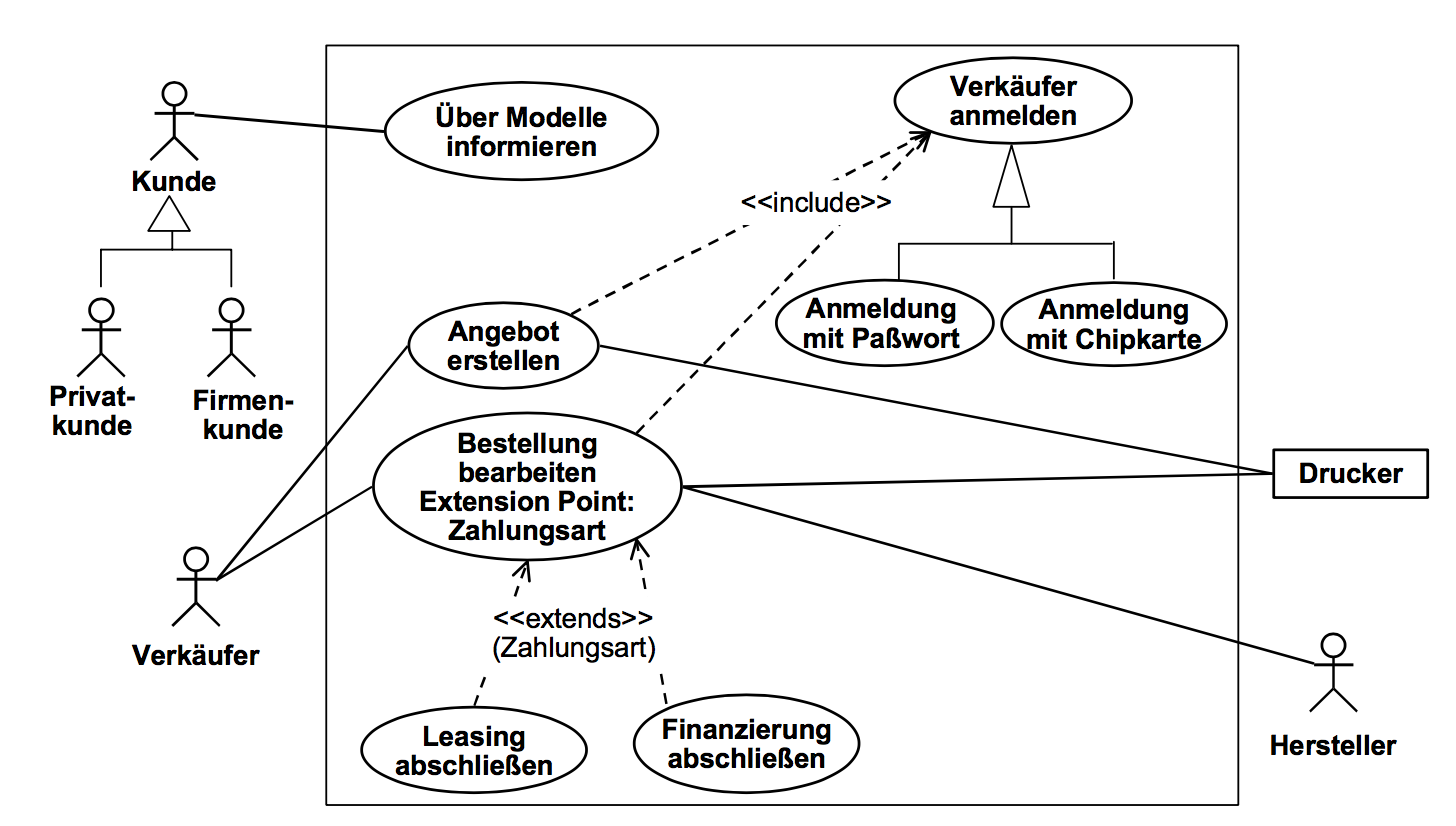 Über Modelle
informieren
Verkäufer
anmelden
Kunde
<<include>>
Anmeldung
mit Paßwort
Anmeldung
mit Chipkarte
Angebot
erstellen
Privat-
kunde
Firmen-
kunde
Bestellung
bearbeiten
Extension Point:
Zahlungsart
Drucker
Verkäufer
<<extends>>
(Zahlungsart)
Leasing
abschließen
Finanzierung
abschließen
Hersteller